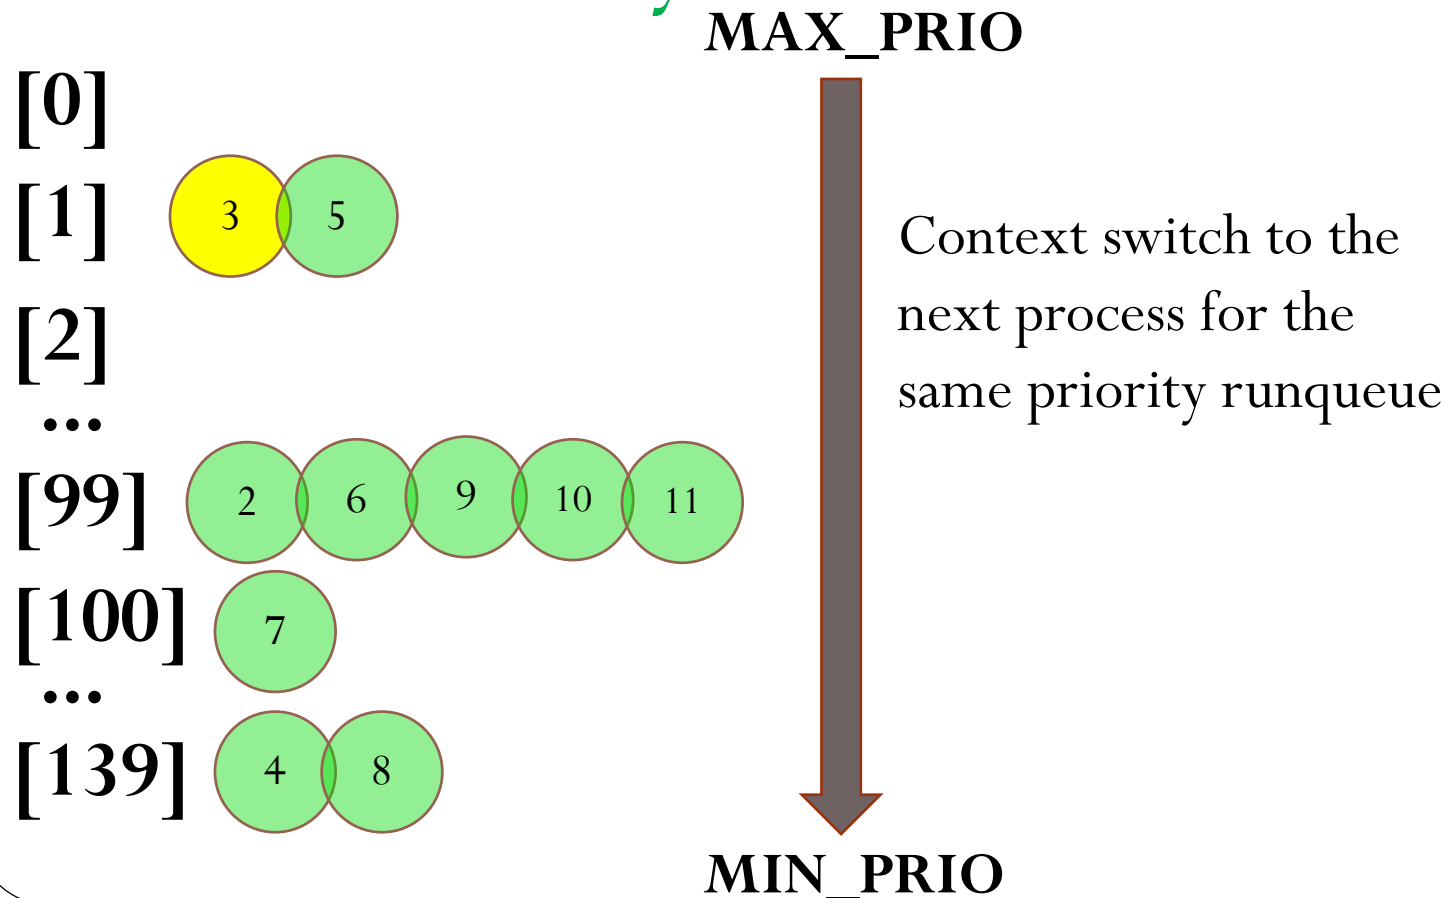 MAX_PRIO
[0]
[1] 3 5
Context switch to the
next process for the
same priority runqueue
[2]
...
[99] 2 6 9 10 11
[100] 7
...
[139] 4 8
MIN_PRIO